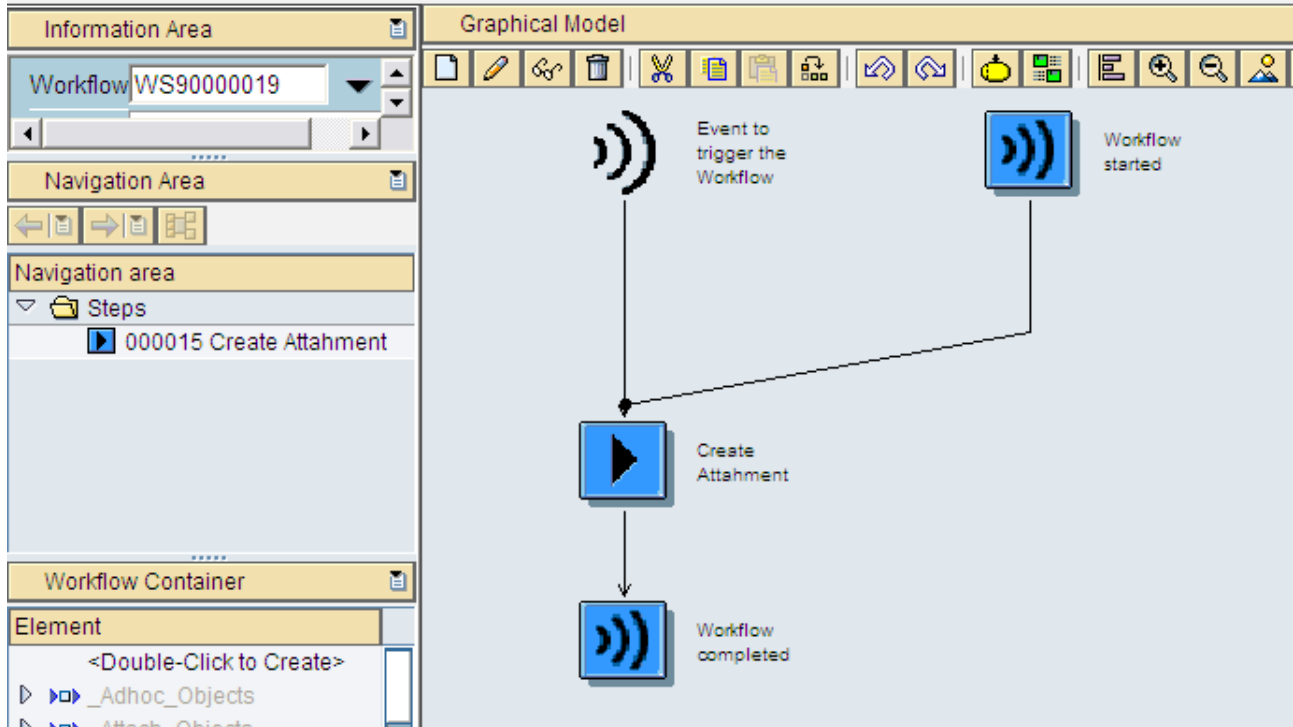 Information Area
Graphical Model
Workflow WS90000019
Event to
trigger the
Workflow
Workflow
started
Navigation Area
Navigation area
Steps
000015 Create Attahment
Create
Attahment
Workflow Container
Element
<Double-Click to Create>
_Adhoc_Objects
_Attach_Objects
Workflow
completed